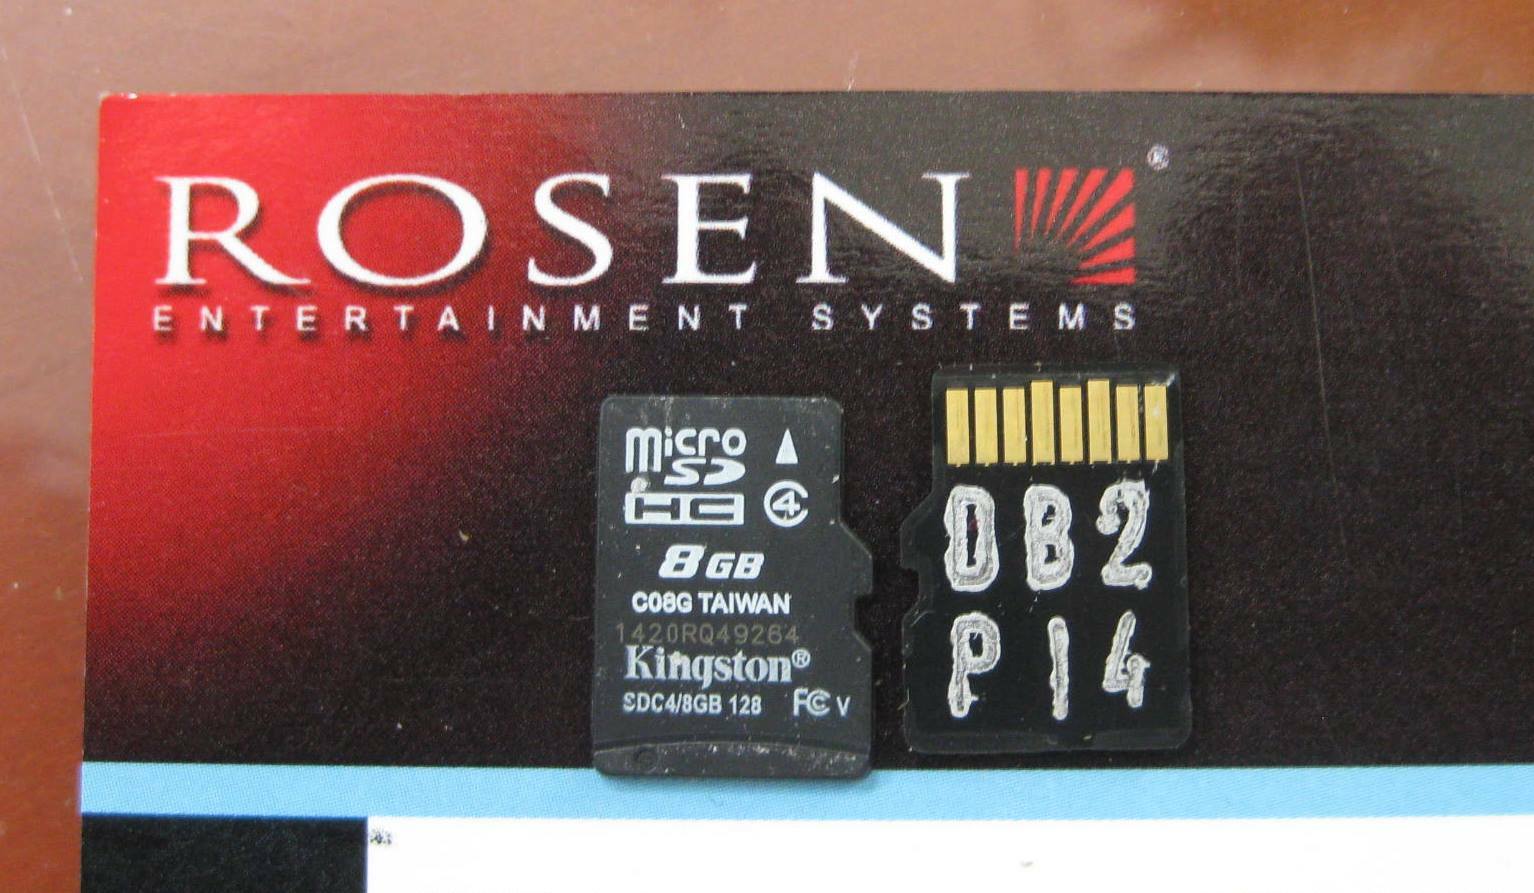 ROSEN®
ENTERTAINMENT SYSTEMS
micro
SD
HC 4
8GB
C08G TAIWAN
1420RQ49264
Kingston®
SDC4/8GB 128 FC V
DB2
P14